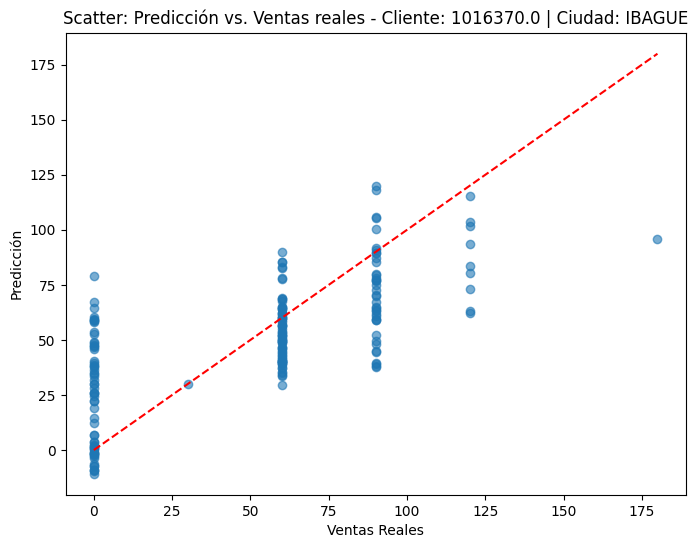 Scatter: Predicción vs. Ventas reales - Cliente: 1016370.0 | Ciudad: IBAGUE
175
150
125
100
75
50
25
0
Predicción
0 25 50 75 100 125 150 175
Ventas Reales